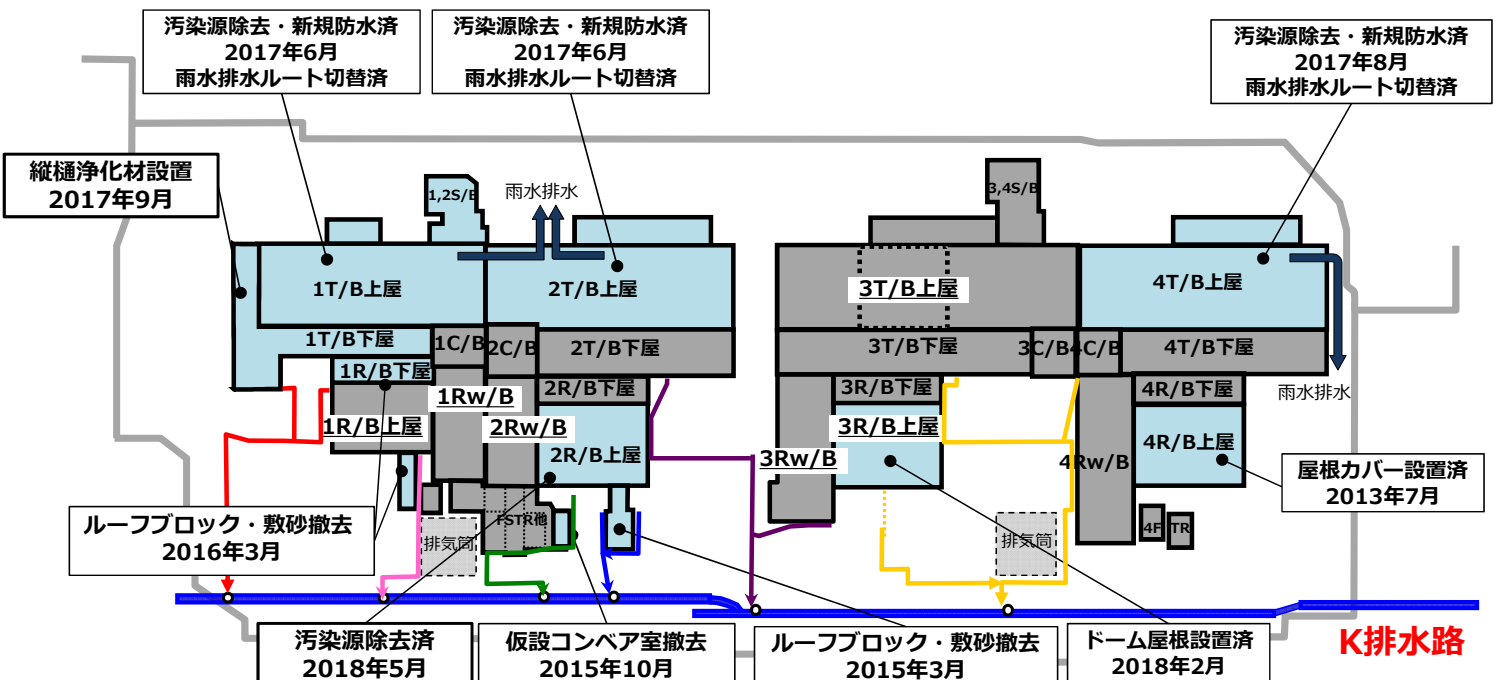 汚染源除去・新規防水済
2017年6月
雨水排水ルート切替済
汚染源除去・新規防水済
2017年6月
雨水排水ルート切替済
汚染源除去・新規防水済
2017年8月
雨水排水ルート切替済
縦樋浄化材設置
2017年9月
1,2S/B
雨水排水
3,4S/B
1T/B上屋
2T/B上屋
3T/B上屋
4T/B上屋
1T/B下屋
1C/B
2C/B
2T/B下屋
3T/B下屋
3C/B
4C/B
4T/B下屋
1R/B下屋
2R/B下屋
3R/B下屋
4R/B下屋
雨水排水
1Rw/B
1R/B上屋
2Rw/B
2R/B上屋
3R/B上屋
3Rw/B
4Rw/B
4R/B上屋
屋根カバー設置済
2013年7月
ルーフブロック・敷砂撤去
2016年3月
排気筒
FSTR他
排気筒
4F
TR
汚染源除去済
2018年5月
仮設コンベア室撤去
2015年10月
ルーフブロック・敷砂撤去
2015年3月
ドーム屋根設置済
2018年2月
K排水路